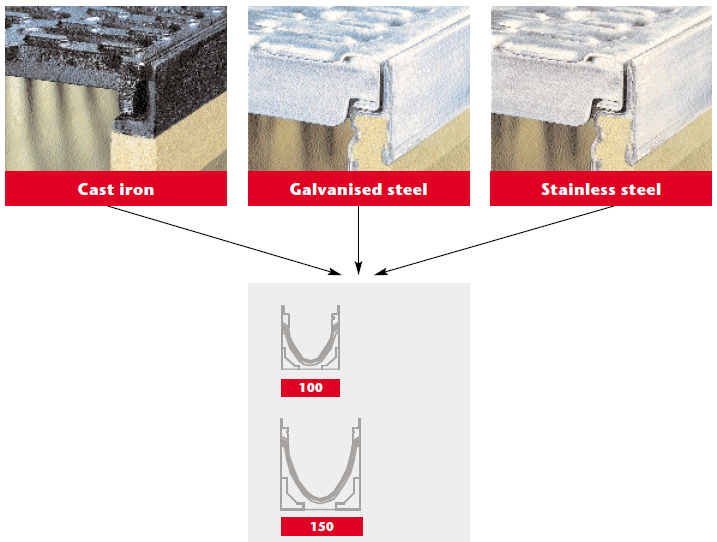 Cast iron
Galvanised steel
Stainless steel
100
150